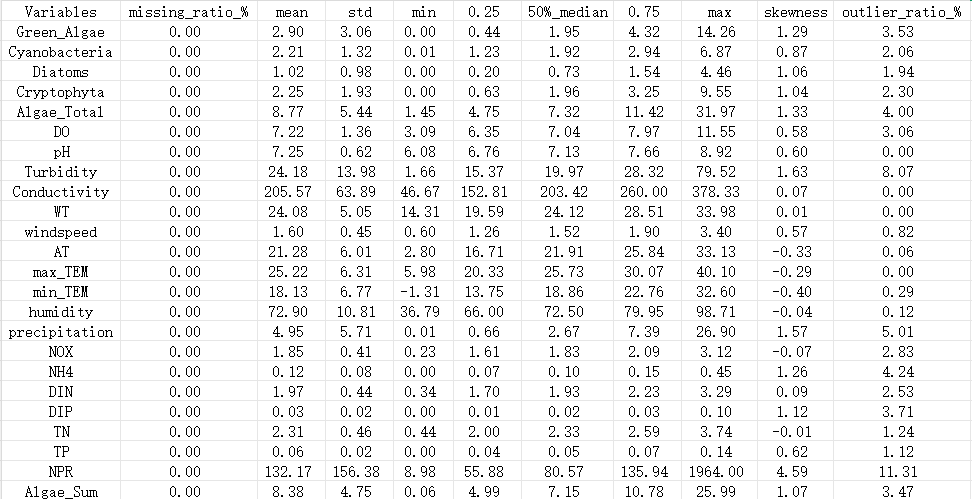 Variables missing_ratio_% mean std min 0.25 50%_median 0.75 max skewness outlier_ratio_%
Green_Algae 0.00 2.90 3.06 0.00 0.44 1.95 4.32 14.26 1.29 3.53
Cyanobacteria 0.00 2.21 1.32 0.01 1.23 1.92 2.94 6.87 0.87 2.06
Diatoms 0.00 1.02 0.98 0.00 0.20 0.73 1.54 4.46 1.06 1.94
Cryptophyta 0.00 2.25 1.93 0.00 0.63 1.96 3.25 9.55 1.04 2.30
Algae_Total 0.00 8.77 5.44 1.45 4.75 7.32 11.42 31.97 1.33 4.00
DO 0.00 7.22 1.36 3.09 6.35 7.04 7.97 11.55 0.58 3.06
pH 0.00 7.25 0.62 6.08 6.76 7.13 7.66 8.92 0.60 0.00
Turbidity 0.00 24.18 13.98 1.66 15.37 19.97 28.32 79.52 1.63 8.07
Conductivity 0.00 205.57 63.89 46.67 152.81 203.42 260.00 378.33 0.07 0.00
WT 0.00 24.08 5.05 14.31 19.59 24.12 28.51 33.98 0.01 0.00
windspeed 0.00 1.60 0.45 0.60 1.26 1.52 1.90 3.40 0.57 0.82
AT 0.00 21.28 6.01 2.80 16.71 21.91 25.84 33.13 -0.33 0.06
max_TEM 0.00 25.22 6.31 5.98 20.33 25.73 30.07 40.10 -0.29 0.00
min_TEM 0.00 18.13 6.77 -1.31 13.75 18.86 22.76 32.60 -0.40 0.29
humidity 0.00 72.90 10.81 36.79 66.00 72.50 79.95 98.71 -0.04 0.12
precipitation 0.00 4.95 5.71 0.01 0.66 2.67 7.39 26.90 1.57 5.01
NOX 0.00 1.85 0.41 0.23 1.61 1.83 2.09 3.12 -0.07 2.83
NH4 0.00 0.12 0.08 0.00 0.07 0.10 0.15 0.45 1.26 4.24
DIN 0.00 1.97 0.44 0.34 1.70 1.93 2.23 3.29 0.09 2.53
DIP 0.00 0.03 0.02 0.00 0.01 0.02 0.03 0.10 1.12 3.71
TN 0.00 2.31 0.46 0.44 2.00 2.33 2.59 3.74 -0.01 1.24
TP 0.00 0.06 0.02 0.00 0.04 0.05 0.07 0.14 0.62 1.12
NPR 0.00 132.17 156.38 8.98 55.88 80.57 135.94 1964.00 4.59 11.31
Algae_Sum 0.00 8.38 4.75 0.06 4.99 7.15 10.78 25.99 1.07 3.47